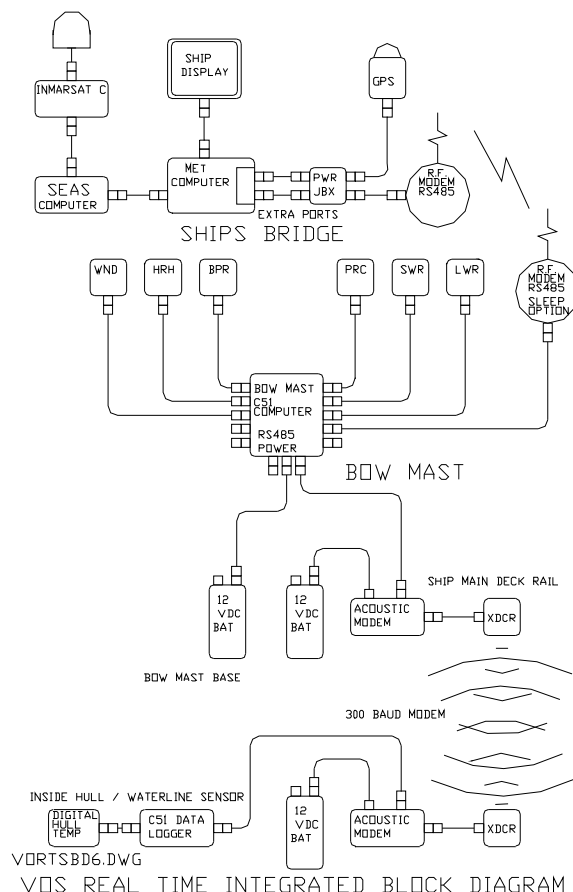 INMARSAT C
SHIP
DISPLAY
GPS
SEAS
COMPUTER
MET
COMPUTER
PWR
JBX
R.F.
MODEM
RS485
EXTRA PORTS
SHIPS BRIDGE
WND
HRH
BPR
PRC
SWR
LWR
R.F.
MODEM
RS485
SLEEP
OPTION
BOW MAST
C51
COMPUTER
RS485
POWER
BOW MAST
12
VDC
BAT
12
VDC
BAT
SHIP MAIN DECK RAIL
ACOUSTIC
MODEM
XDCR
BOW MAST BASE
300 BAUD MODEM
INSIDE HULL / WATERLINE SENSOR
DIGITAL
HULL
TEMP
C51 DATA
LOGGER
12
VDC
BAT
ACOUSTIC
MODEM
XDCR
VORTSBD6.DWG
VOS REAL TIME INTEGRATED BLOCK DIAGRAM